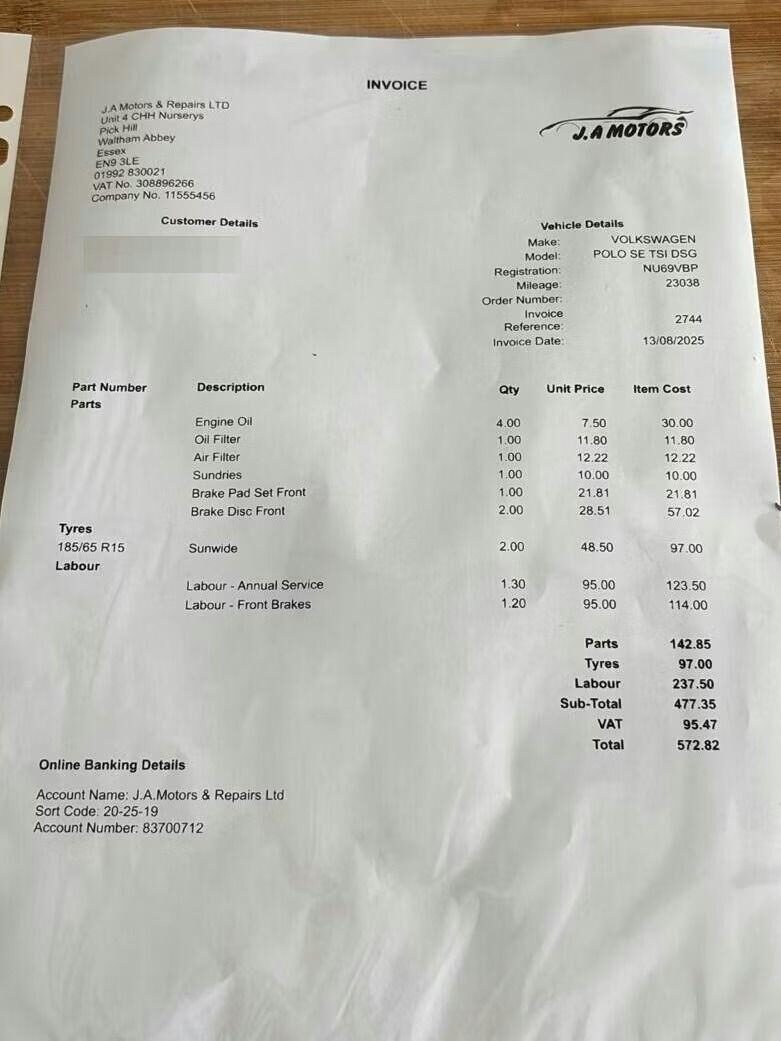 INVOICE
J.A Motors & Repairs LTD
Unit 4 CHH Nurserys
Pick Hill
Waltham Abbey
Essex
EN9 3LE
01992 830021
VAT No. 308896266
Company No. 11555456
J.A MOTORS
Customer Details
Vehicle Details
Make: VOLKSWAGEN
Model: POLO SE TSI DSG
Registration: NU69VBP
Mileage: 23038
Order Number:
Invoice
Reference: 2744
Invoice Date: 13/08/2025
Part Number Description Qty Unit Price Item Cost
Parts
Engine Oil 4.00 7.50 30.00
Oil Filter 1.00 11.80 11.80
Air Filter 1.00 12.22 12.22
Sundries 1.00 10.00 10.00
Brake Pad Set Front 1.00 21.81 21.81
Brake Disc Front 2.00 28.51 57.02
Tyres
185/65 R15 Sunwide 2.00 48.50 97.00
Labour
Labour - Annual Service 1.30 95.00 123.50
Labour - Front Brakes 1.20 95.00 114.00
Parts 142.85
Tyres 97.00
Labour 237.50
Sub-Total 477.35
VAT 95.47
Total 572.82
Online Banking Details
Account Name: J.A.Motors & Repairs Ltd
Sort Code: 20-25-19
Account Number: 83700712